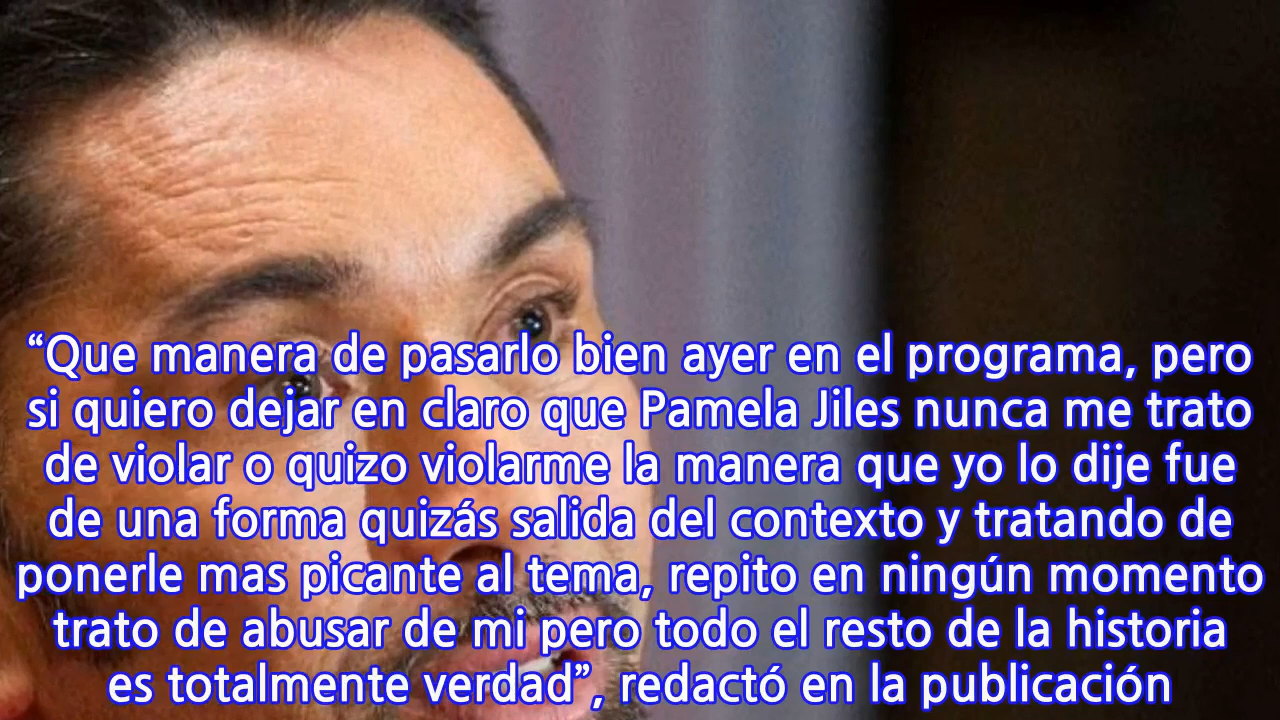 “Que manera de pasarlo bien ayer en el programa, pero
si quiero dejar en claro que Pamela Jiles nunca me trato
de violar o quizo violarme la manera que yo lo dije fue
de una forma quizás salida del contexto y tratando de
ponerle mas picante al tema, repito en ningún momento
trato de abusar de mi pero todo el resto de la historia
es totalmente verdad”, redactó en la publicación